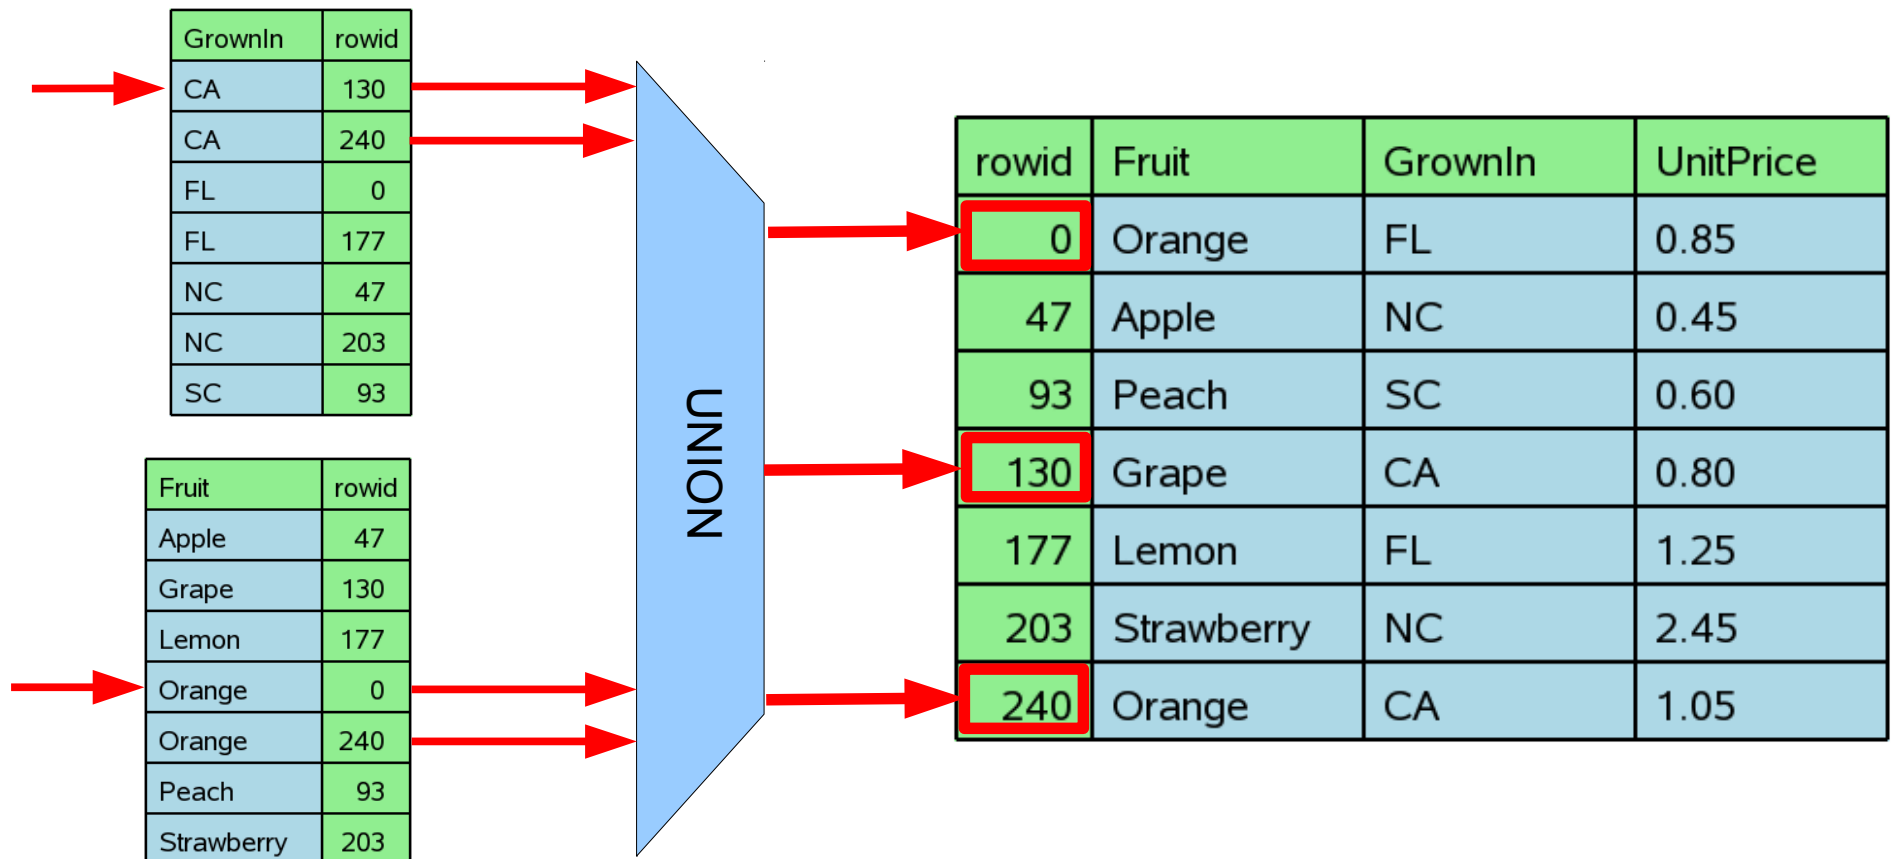 GrownIn rowid
CA 130
CA 240
FL 0
FL 177
NC 47
NC 203
SC 93
Fruit rowid
Apple 47
Grape 130
Lemon 177
Orange 0
Orange 240
Peach 93
Strawberry 203
UNION
rowid Fruit GrownIn UnitPrice
0 Orange FL 0.85
47 Apple NC 0.45
93 Peach SC 0.60
130 Grape CA 0.80
177 Lemon FL 1.25
203 Strawberry NC 2.45
240 Orange CA 1.05